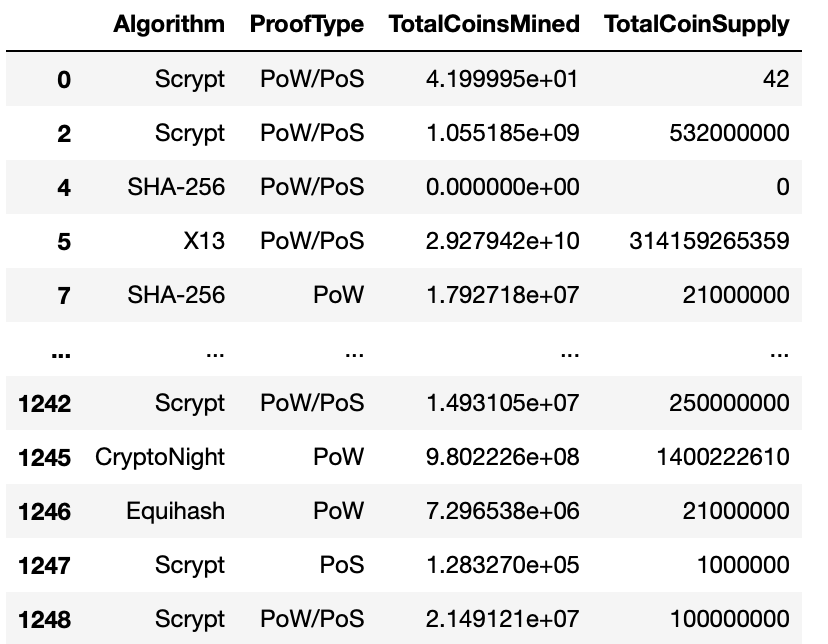 Algorithm ProofType TotalCoinsMined TotalCoinSupply
0 Scrypt PoW/PoS 4.199995e+01 42
2 Scrypt PoW/PoS 1.055185e+09 532000000
4 SHA-256 PoW/PoS 0.000000e+00 0
5 X13 PoW/PoS 2.927942e+10 314159265359
7 SHA-256 PoW 1.792718e+07 21000000
... ... ... ... ...
1242 Scrypt PoW/PoS 1.493105e+07 250000000
1245 CryptoNight PoW 9.802226e+08 1400222610
1246 Equihash PoW 7.296538e+06 21000000
1247 Scrypt PoS 1.283270e+05 1000000
1248 Scrypt PoW/PoS 2.149121e+07 100000000